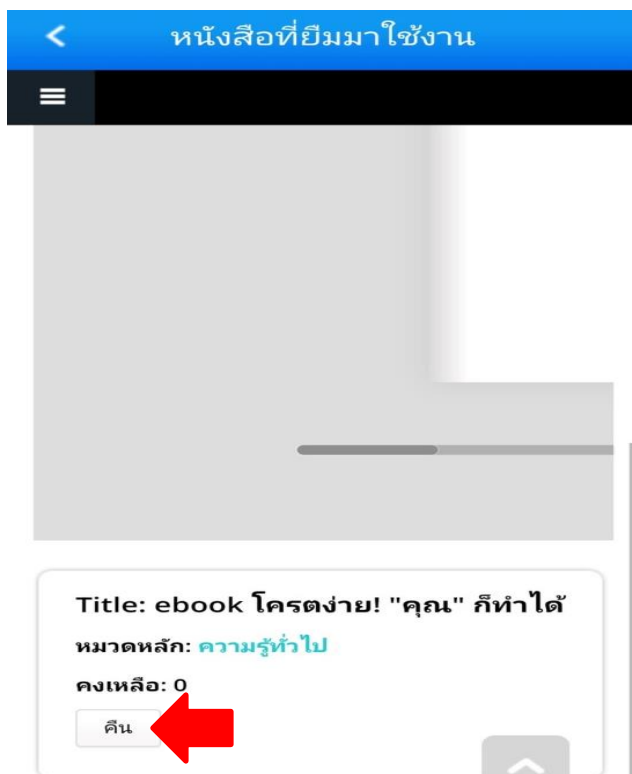 หนังสือที่ยืมมาใช้งาน
Title: ebook โครตง่าย! "คุณ" ก็ทำได้
หมวดหลัก: ความรู้ทั่วไป
คงเหลือ: 0
คืน